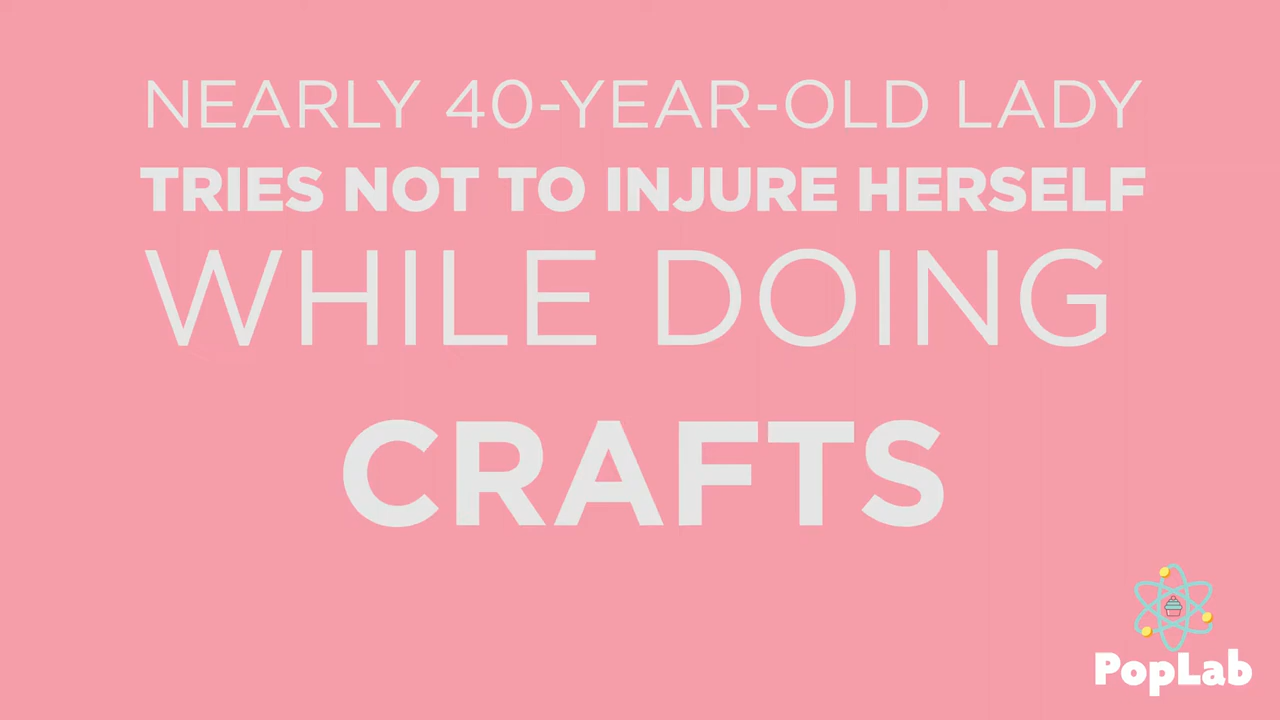 NEARLY 40-YEAR-OLD LADY
TRIES NOT TO INJURE HERSELF
WHILE DOING
CRAFTS
PopLab